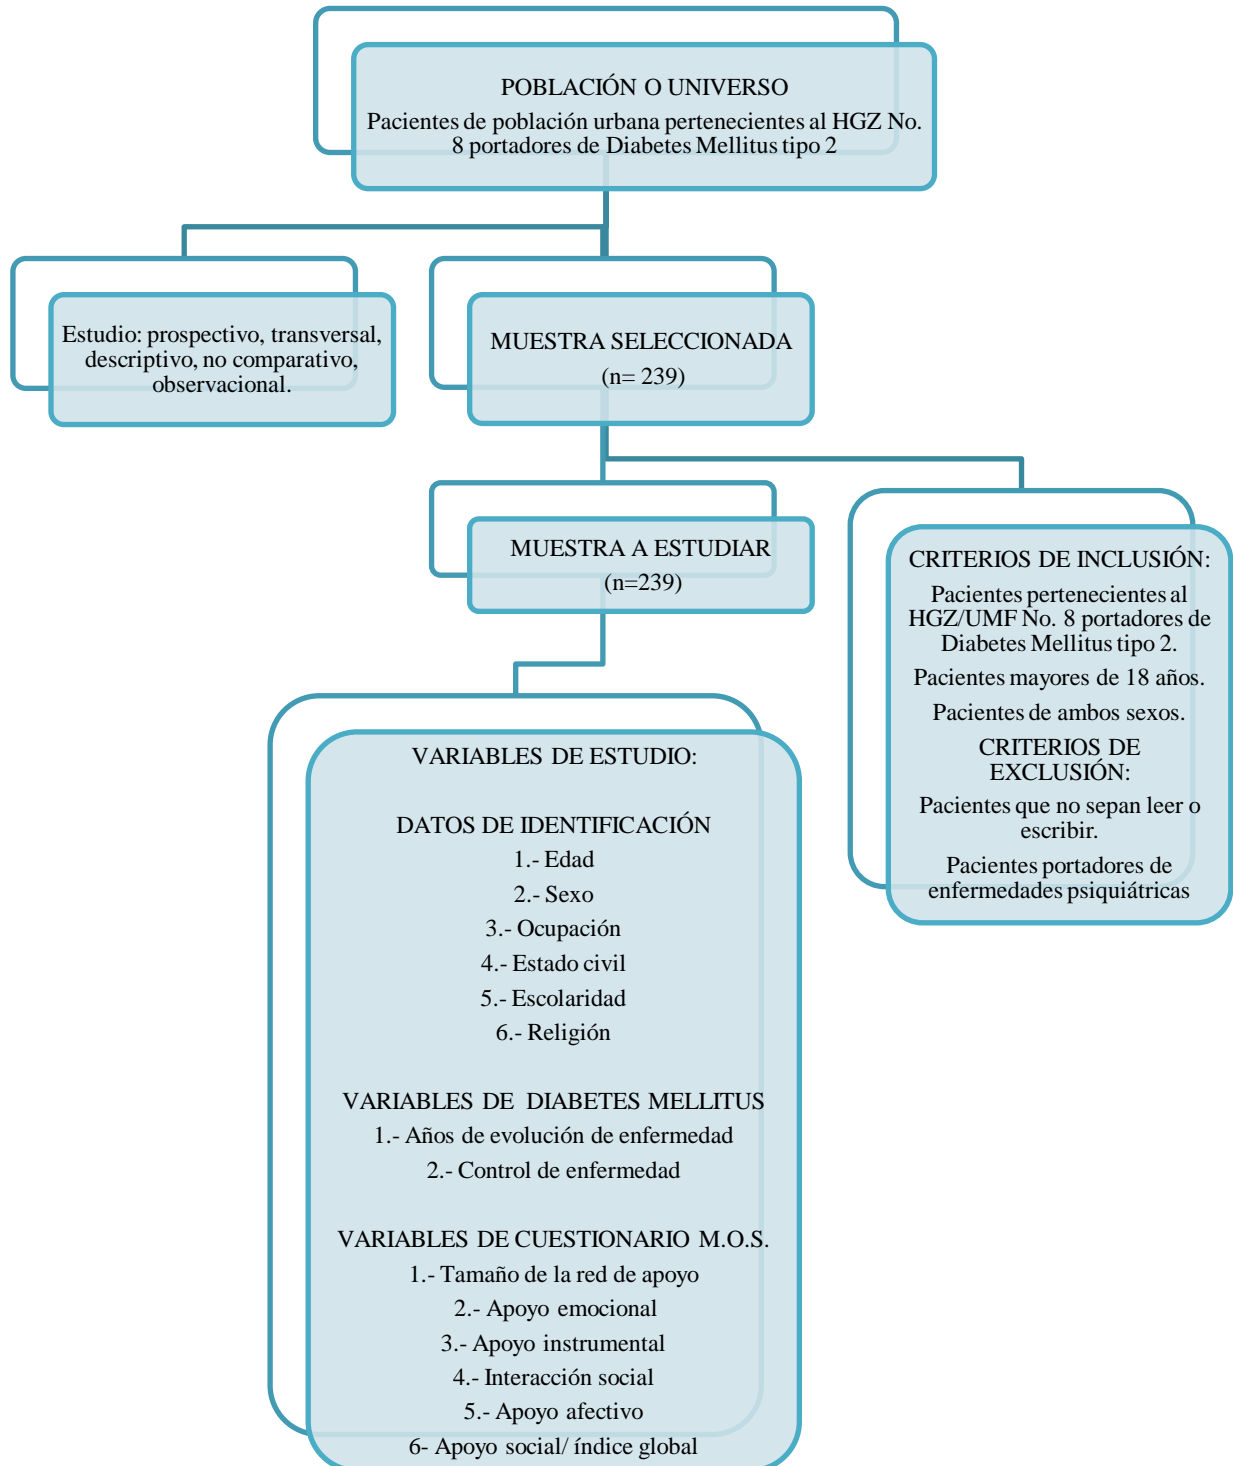 POBLACIÓN O UNIVERSO
Pacientes de población urbana pertenecientes al HGZ No.
8 portadores de Diabetes Mellitus tipo 2
Estudio: prospectivo, transversal,
descriptivo, no comparativo,
observacional.
MUESTRA SELECCIONADA
(n= 239)
MUESTRA A ESTUDIAR
(n=239)
CRITERIOS DE INCLUSIÓN:
Pacientes pertenecientes al
HGZ/UMF No. 8 portadores de
Diabetes Mellitus tipo 2.
Pacientes mayores de 18 años.
Pacientes de ambos sexos.
CRITERIOS DE
EXCLUSIÓN:
Pacientes que no sepan leer o
escribir.
Pacientes portadores de
enfermedades psiquiátricas
VARIABLES DE ESTUDIO:
DATOS DE IDENTIFICACIÓN
1.- Edad
2.- Sexo
3.- Ocupación
4.- Estado civil
5.- Escolaridad
6.- Religión
VARIABLES DE DIABETES MELLITUS
1.- Años de evolución de enfermedad
2.- Control de enfermedad
VARIABLES DE CUESTIONARIO M.O.S.
1.- Tamaño de la red de apoyo
2.- Apoyo emocional
3.- Apoyo instrumental
4.- Interacción social
5.- Apoyo afectivo
6- Apoyo social/ índice global